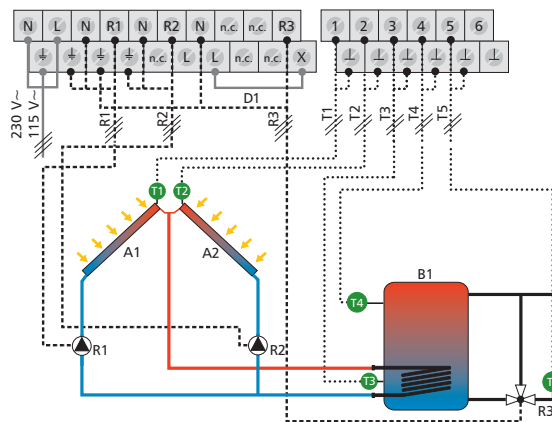 N L N R1 N R2 N n.c. R3 1 2 3 4 5 6
n.c. L L n.c. n.c. X
D1
230 V~
115 V~
R1 R2 R3 T1 T2 T3 T4 T5
T1 T2
A1 A2 B1
T4
R1 R2
T3
R3